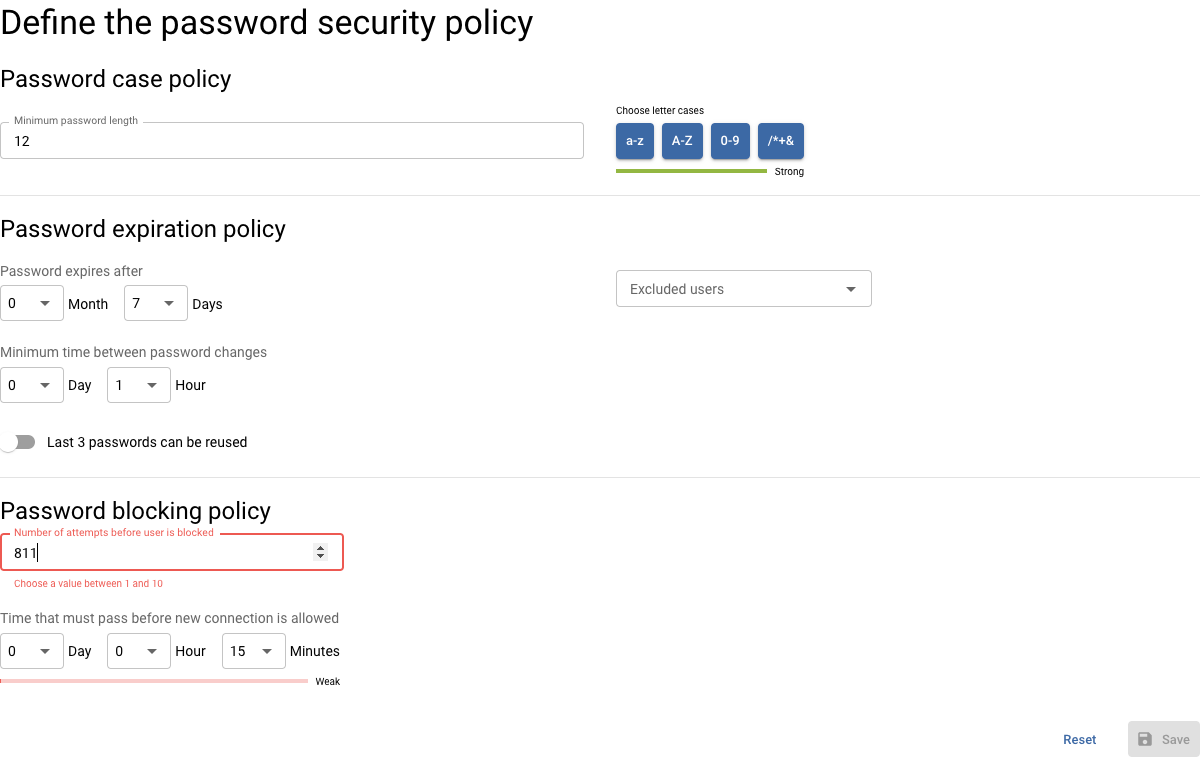 Define the password security policy
Password case policy
Minimum password length
12
Choose letter cases
a-z A-Z 0-9 /*+&
Strong
Password expiration policy
Password expires after
0 Month 7 Days
Excluded users
Minimum time between password changes
0 Day 1 Hour
Last 3 passwords can be reused
Password blocking policy
Number of attempts before user is blocked
811
Choose a value between 1 and 10
Time that must pass before new connection is allowed
0 Day 0 Hour 15 Minutes
Weak
Reset Save